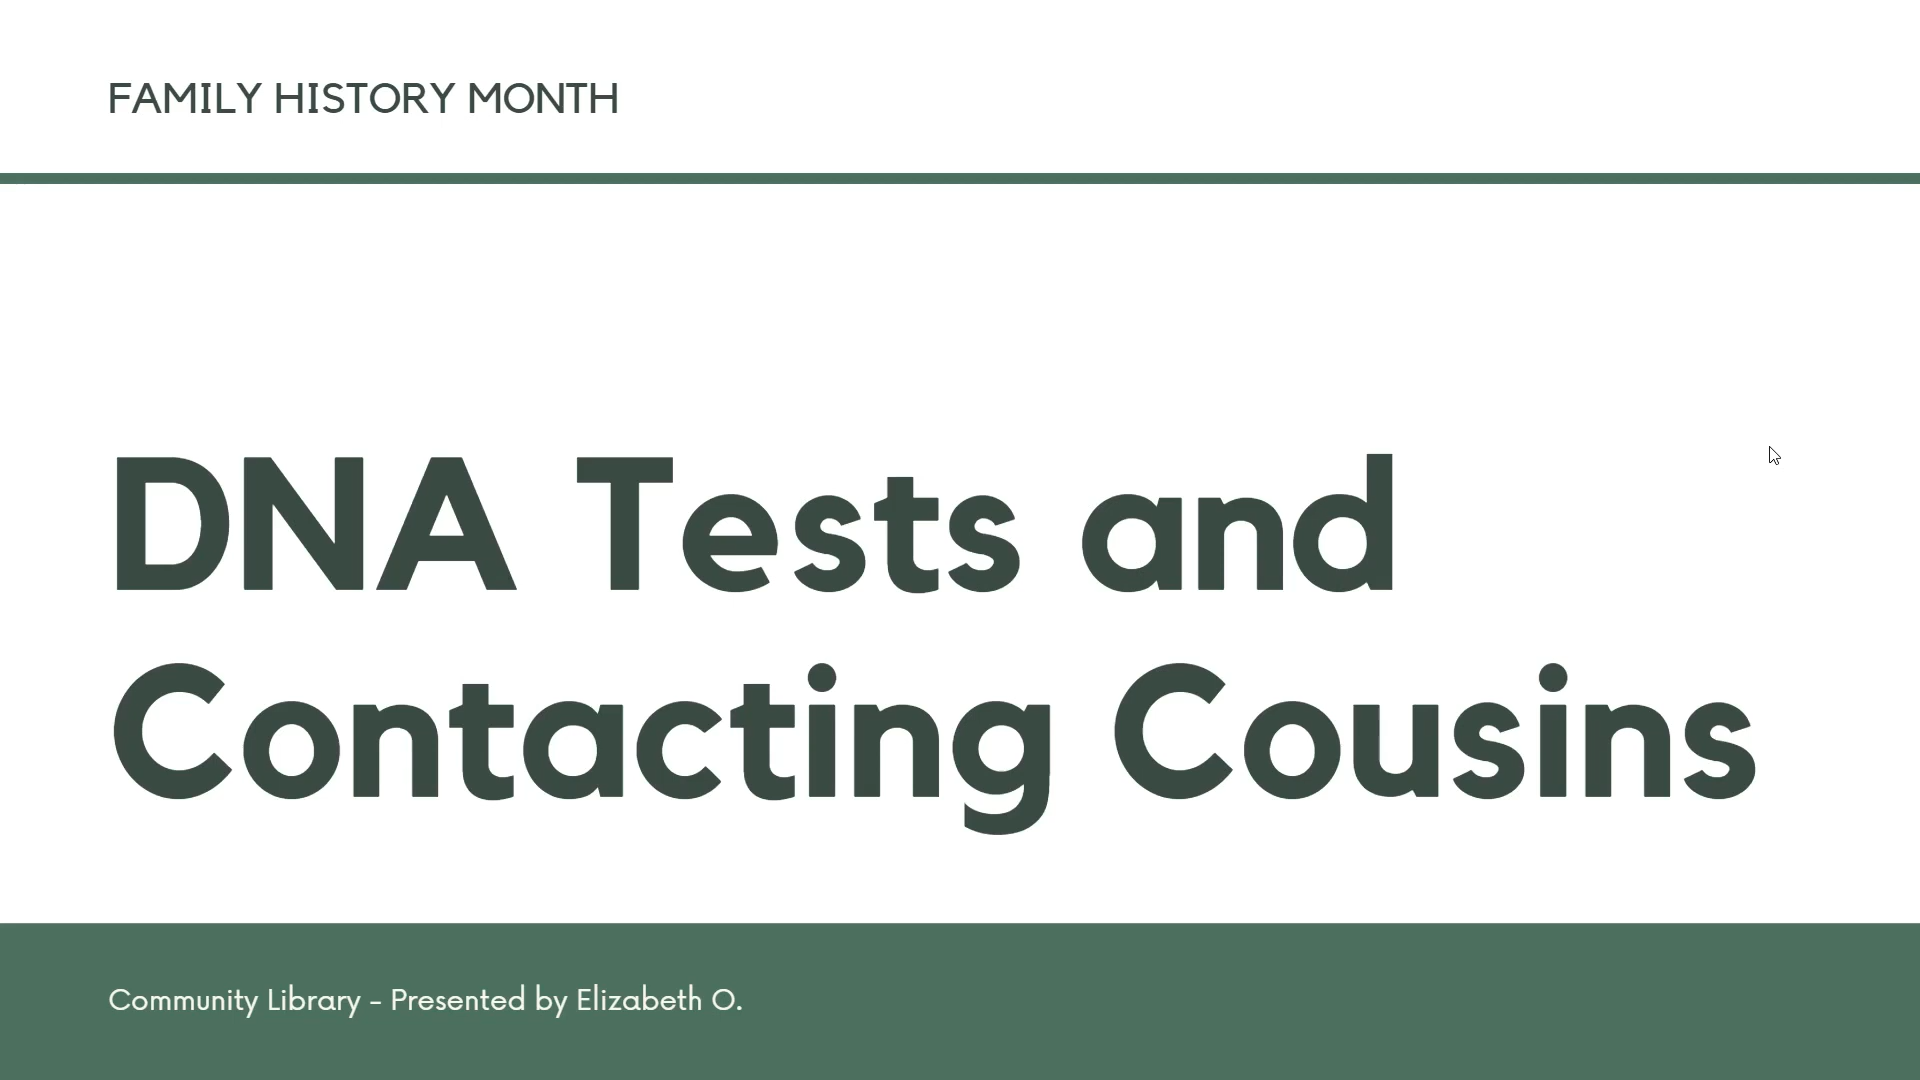 FAMILY HISTORY MONTH
DNA Tests and
Contacting Cousins
Community Library - Presented by Elizabeth O.